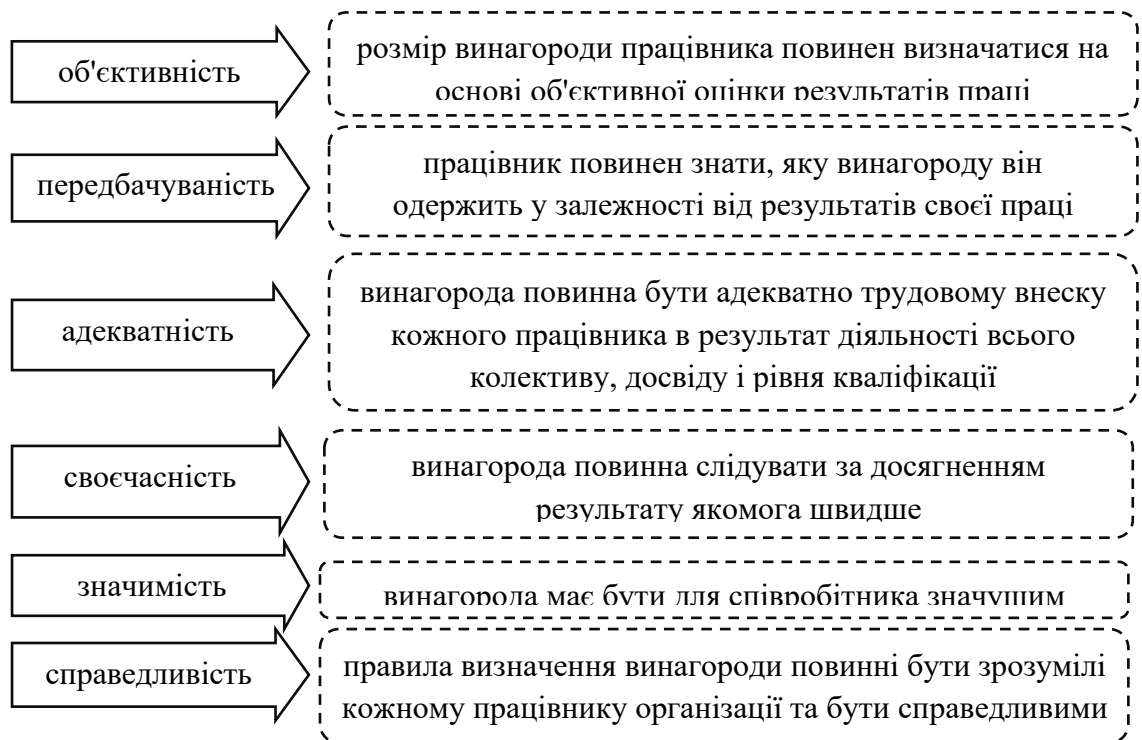 об'єктивність
розмір винагороди працівника повинен визначатися на
основі об'єктивної оцінки результатів праці
передбачуваність
працівник повинен знати, яку винагороду він
одержить у залежності від результатів своєї праці
адекватність
винагорода повинна бути адекватно трудовому внеску
кожного працівника в результат діяльності всього
колективу, досвіду і рівня кваліфікації
своєчасність
винагорода повинна слідувати за досягненням
результату якомога швидше
значимість
винагорода має бути для співробітника значущим
справедливість
правила визначення винагороди повинні бути зрозумілі
кожному працівнику організації та бути справедливими